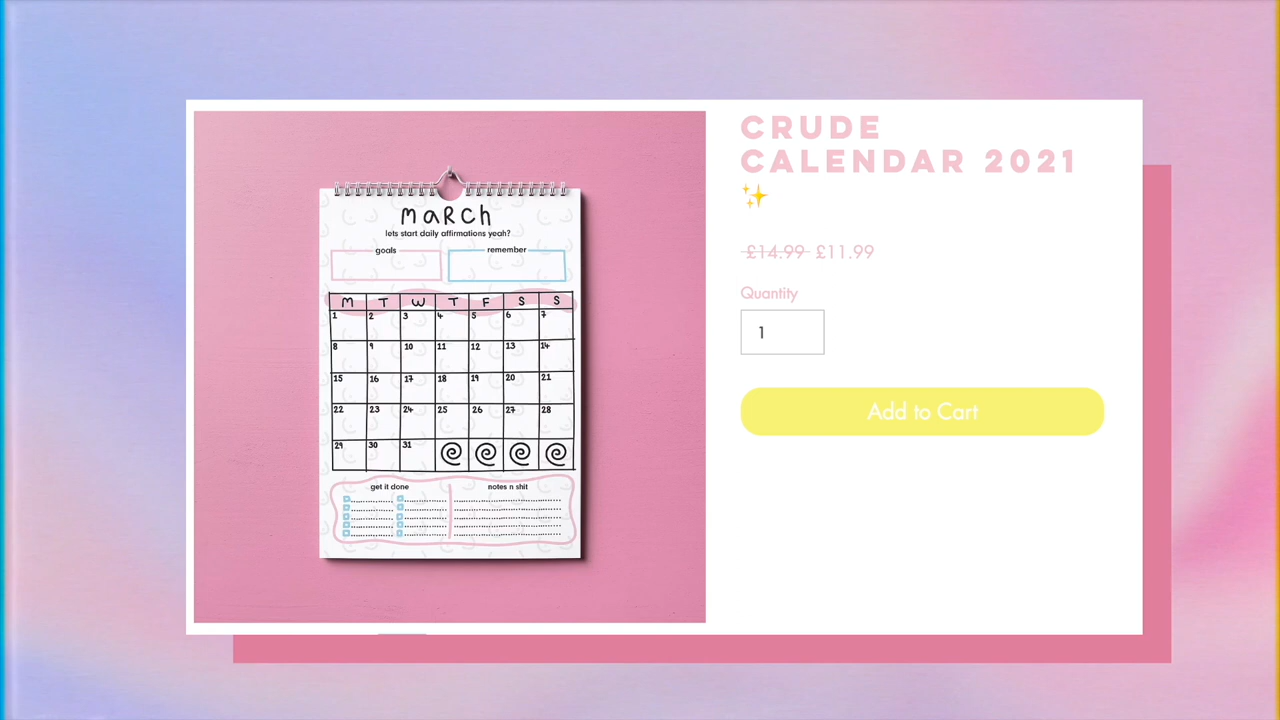 CRUDE
CALENDAR 2021
✨
£14.99 £11.99
Quantity
1
Add to Cart
maRCh
lets start daily affirmations yeah?
goals remember
M T W T F S S
1 2 3 4 5 6 7
8 9 10 11 12 13 14
15 16 17 18 19 20 21
22 23 24 25 26 27 28
29 30 31
get it done notes n shit